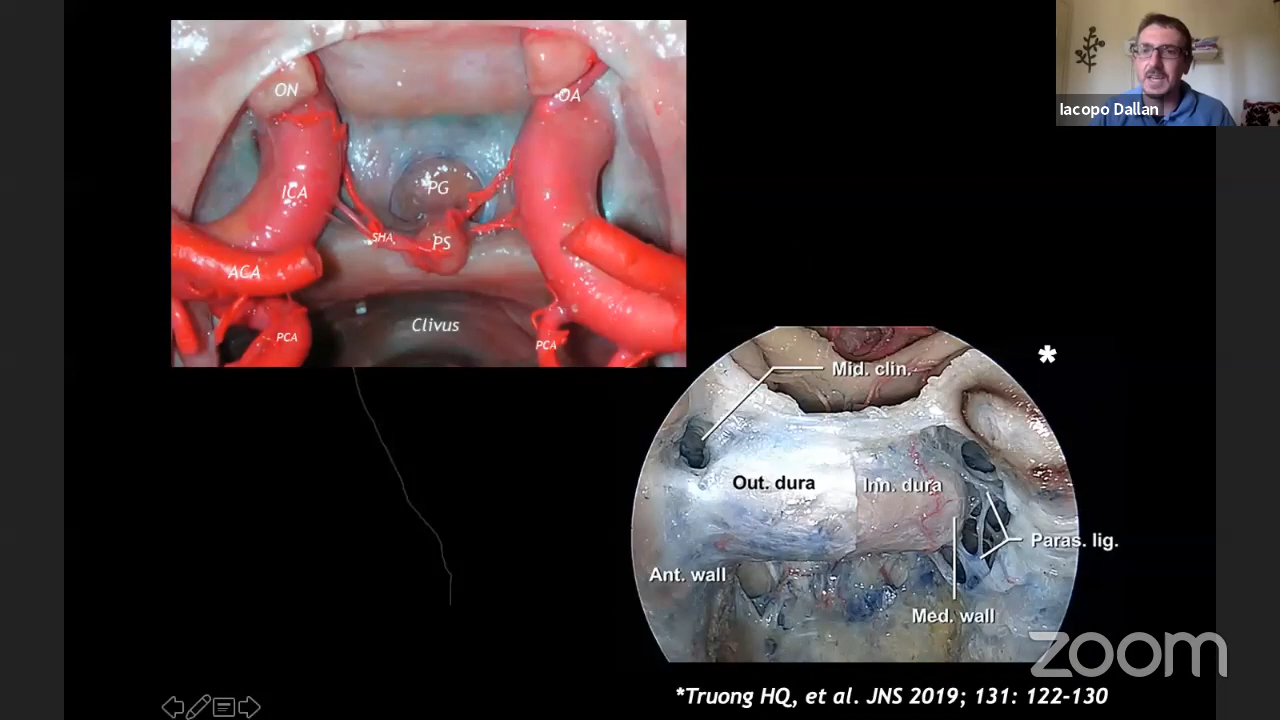 Iacopo Dallan
ON
OA
ICA
PG
SHA
PS
ACA
Clivus
PCA
PCA
Mid. clin.
*
Out. dura
Inn. dura
Paras. lig.
Ant. wall
Med. wall
zoom
*Truong HQ, et al. JNS 2019; 131: 122-130